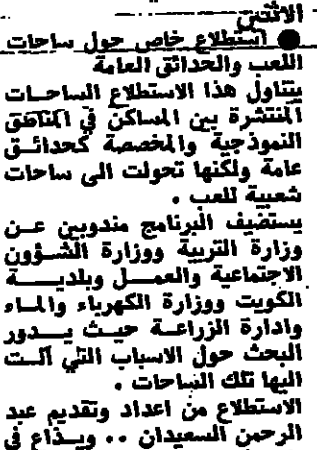 الاثنين
● استطلاع خاص حول ساحات
اللعب والحدائق العامة
يتناول هذا الاستطلاع الساحات
المنتشرة بين المساكن في المناطق
النموذجية والمخصصة كحدائق
عامة ولكنها تحولت الى ساحات
شعبية للعب .
يستضيف البرنامج مندوبين عن
وزارة التربية ووزارة الشؤون
الاجتماعية والعمل وبلدية
الكويت ووزارة الكهرباء والماء
وادارة الزراعة حيث يدور
البحث حول الاسباب التي آلت
اليها تلك الساحات .
الاستطلاع من اعداد وتقديم عبد
الرحمن السعيدان .. ويذاع في